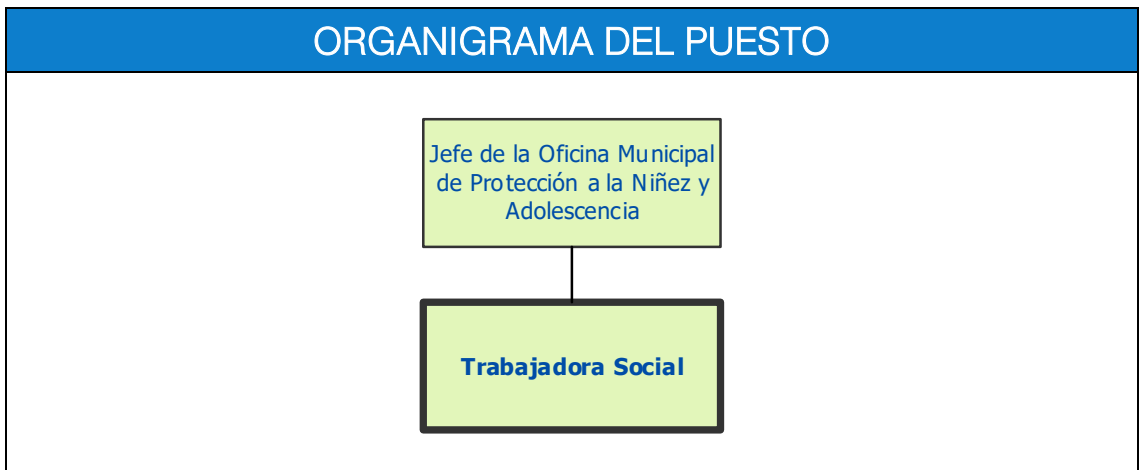 ORGANIGRAMA DEL PUESTO
Jefe de la Oficina Municipal
de Protección a la Niñez y
Adolescencia
Trabajadora Social